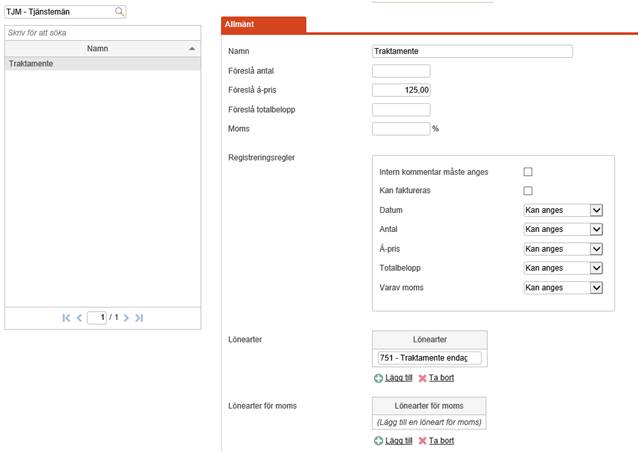 TJM - Tjänstemän
Skriv för att söka
Namn
Traktamente
1 / 1
Allmänt
Namn Traktamente
Föreslå antal
Föreslå á-pris 125,00
Föreslå totalbelopp
Moms %
Registreringsregler
Intern kommentar måste anges
Kan faktureras
Datum Kan anges
Antal Kan anges
Á-pris Kan anges
Totalbelopp Kan anges
Varav moms Kan anges
Lönearter Lönearter
751 - Traktamente endag
Lägg till Ta bort
Lönearter för moms Lönearter för moms
(Lägg till en löneart för moms)
Lägg till Ta bort